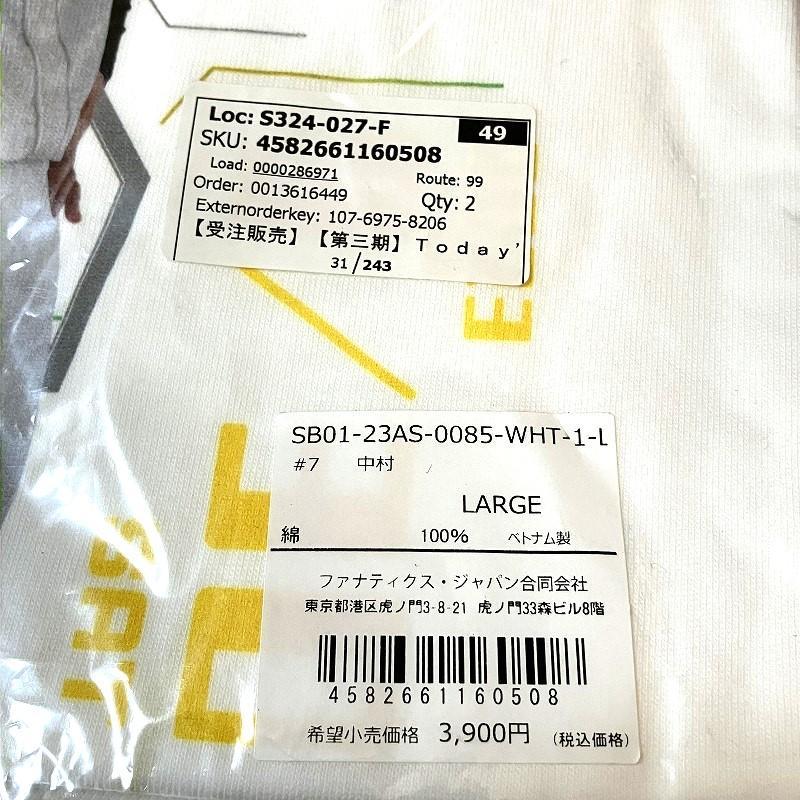 Loc: S324-027-F
49
SKU: 4582661160508
Load: 0000286971
Route: 99
Order: 0013616449
Qty: 2
Externorderkey: 107-6975-8206
【受注販売】【第三期】Ｔｏｄａｙ’
31/243
SB01-23AS-0085-WHT-1-L
#7 中村
LARGE
綿 100% ベトナム製
ファナティクス・ジャパン合同会社
東京都港区虎ノ門3-8-21 虎ノ門33森ビル8階
4582661160508
希望小売価格 3,900円 (税込価格)